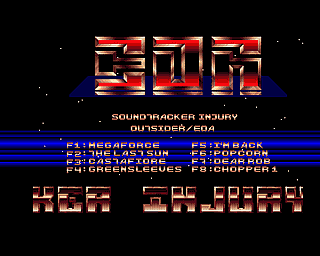 EOA
SOUNDTRACKER INJURY
OUTSIDER/EOA
F1:MEGAFORCE F5:I'M BACK
F2:THE LAST SUN F6:POPCORN
F3:CASTAFIORE F7:DEAR ROB
F4:GREENSLEEVES F8:CHOPPER 1
INJURY